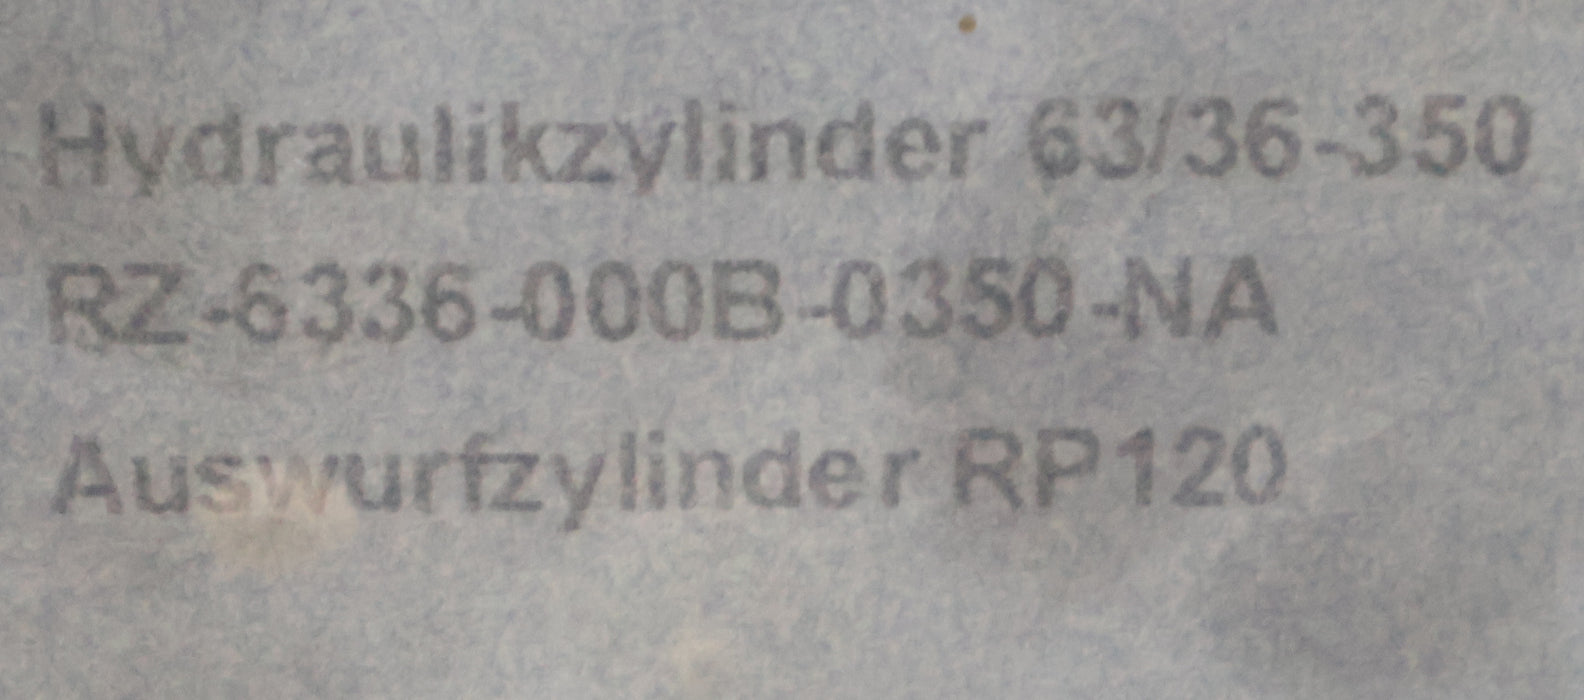 Hydraulikzylinder 63/36-350
RZ-6336-000B-0350-NA
Auswurfzylinder RP120